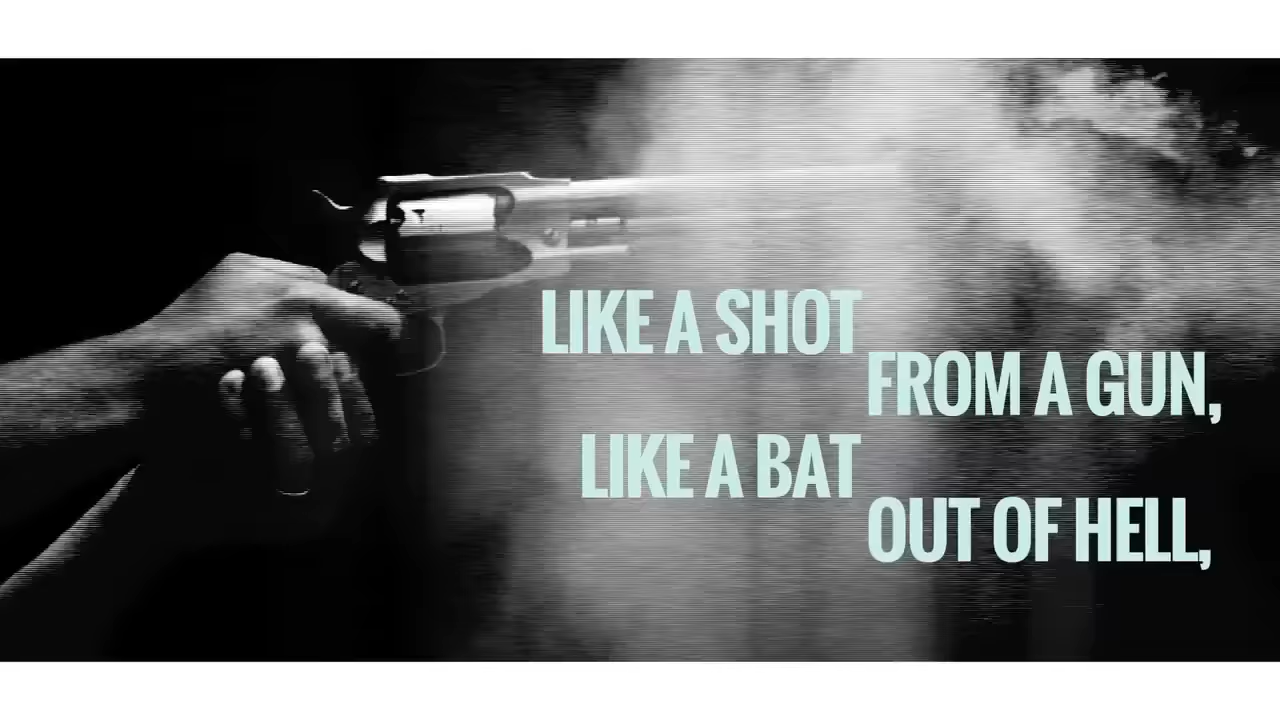 LIKE A SHOT
FROM A GUN,
LIKE A BAT
OUT OF HELL,